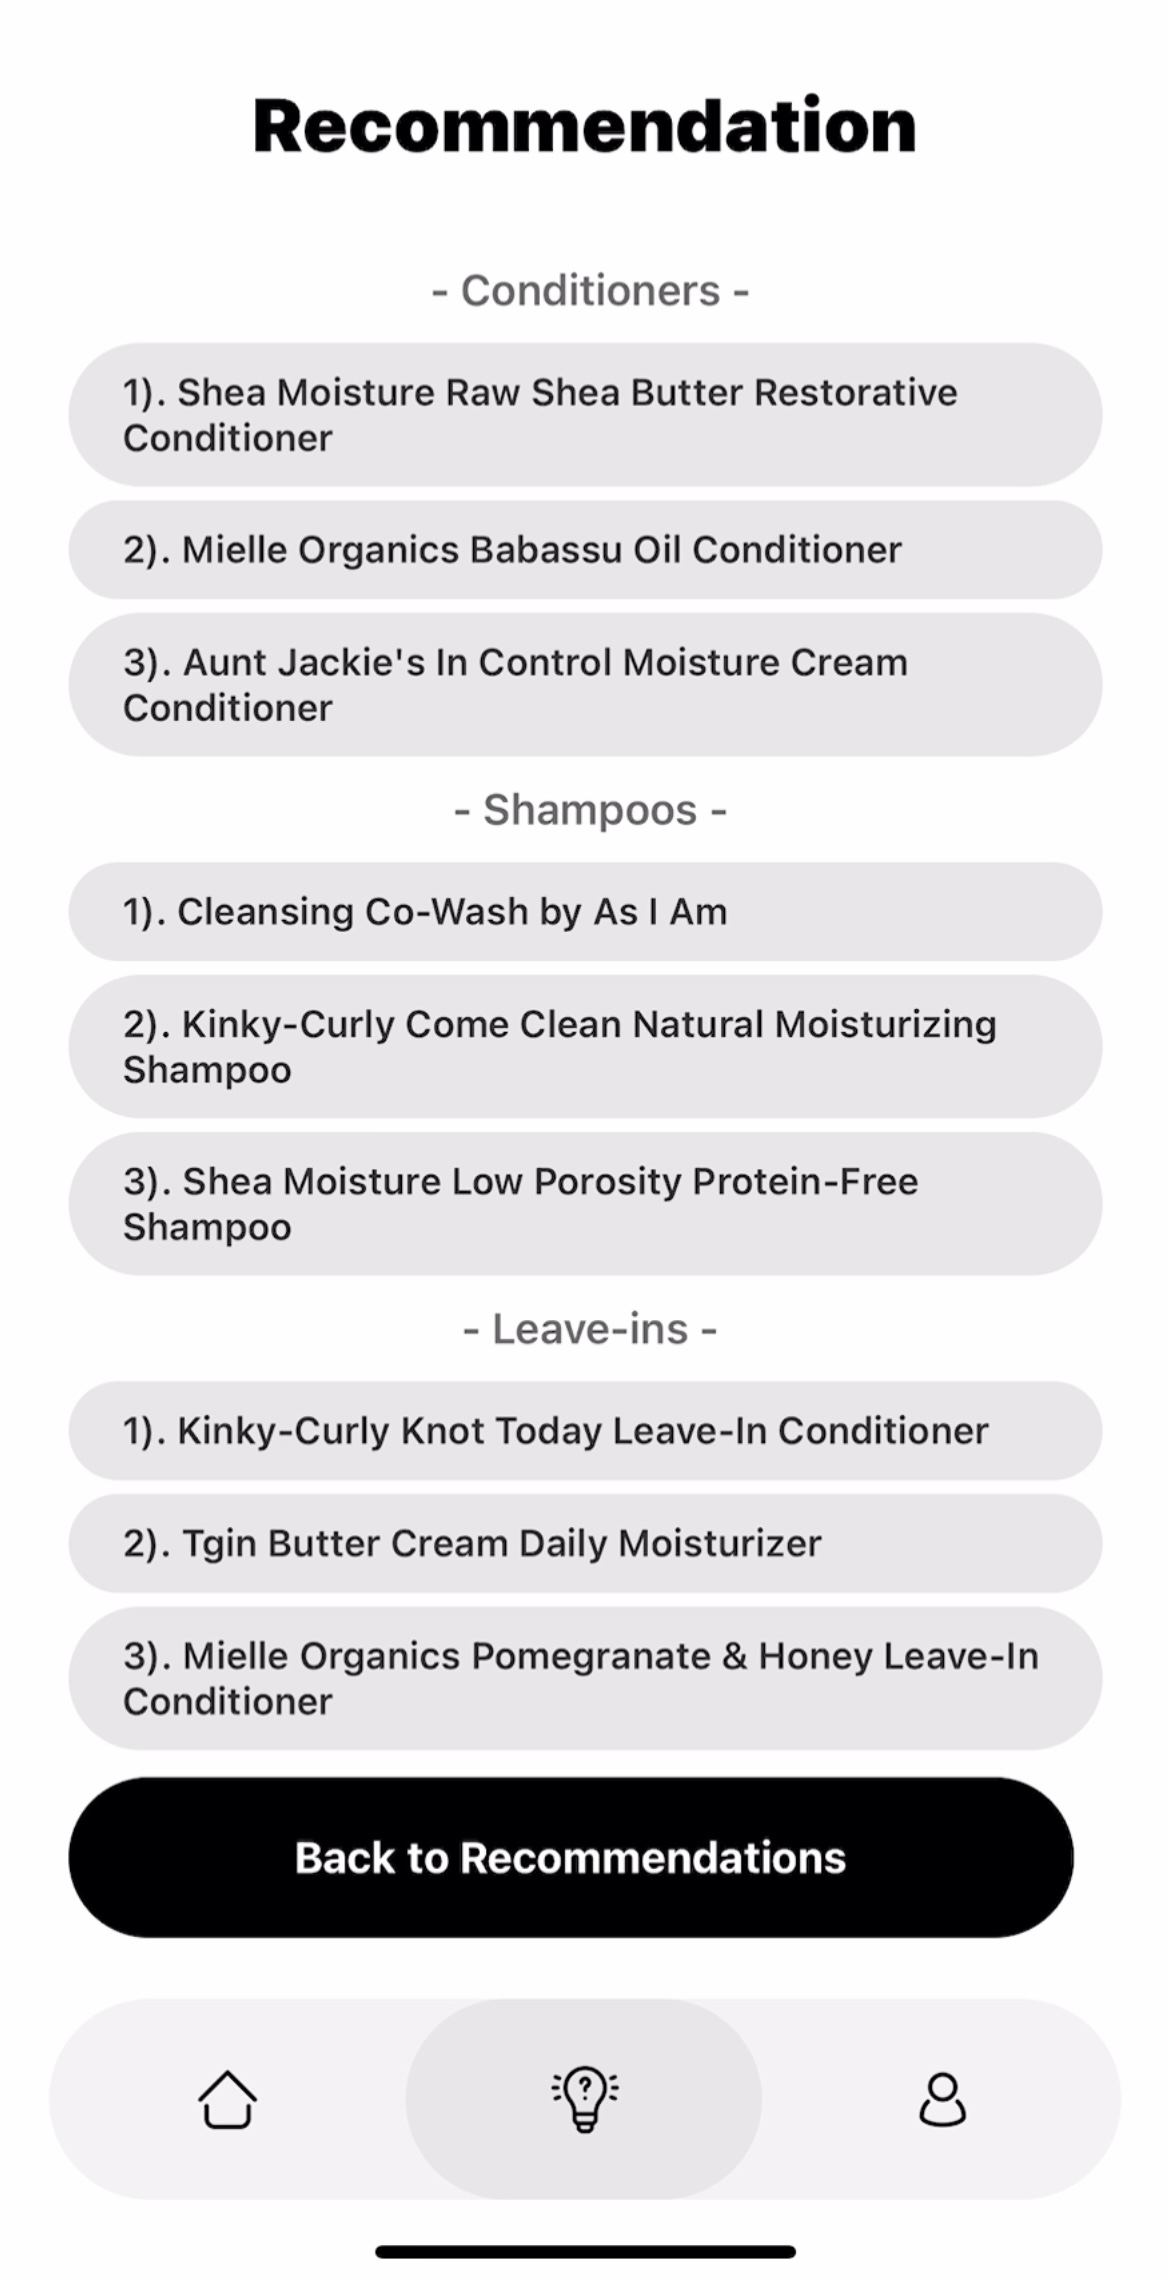 Recommendation
- Conditioners -
1). Shea Moisture Raw Shea Butter Restorative
Conditioner
2). Mielle Organics Babassu Oil Conditioner
3). Aunt Jackie's In Control Moisture Cream
Conditioner
- Shampoos -
1). Cleansing Co-Wash by As I Am
2). Kinky-Curly Come Clean Natural Moisturizing
Shampoo
3). Shea Moisture Low Porosity Protein-Free
Shampoo
- Leave-ins -
1). Kinky-Curly Knot Today Leave-In Conditioner
2). Tgin Butter Cream Daily Moisturizer
3). Mielle Organics Pomegranate & Honey Leave-In
Conditioner
Back to Recommendations
?